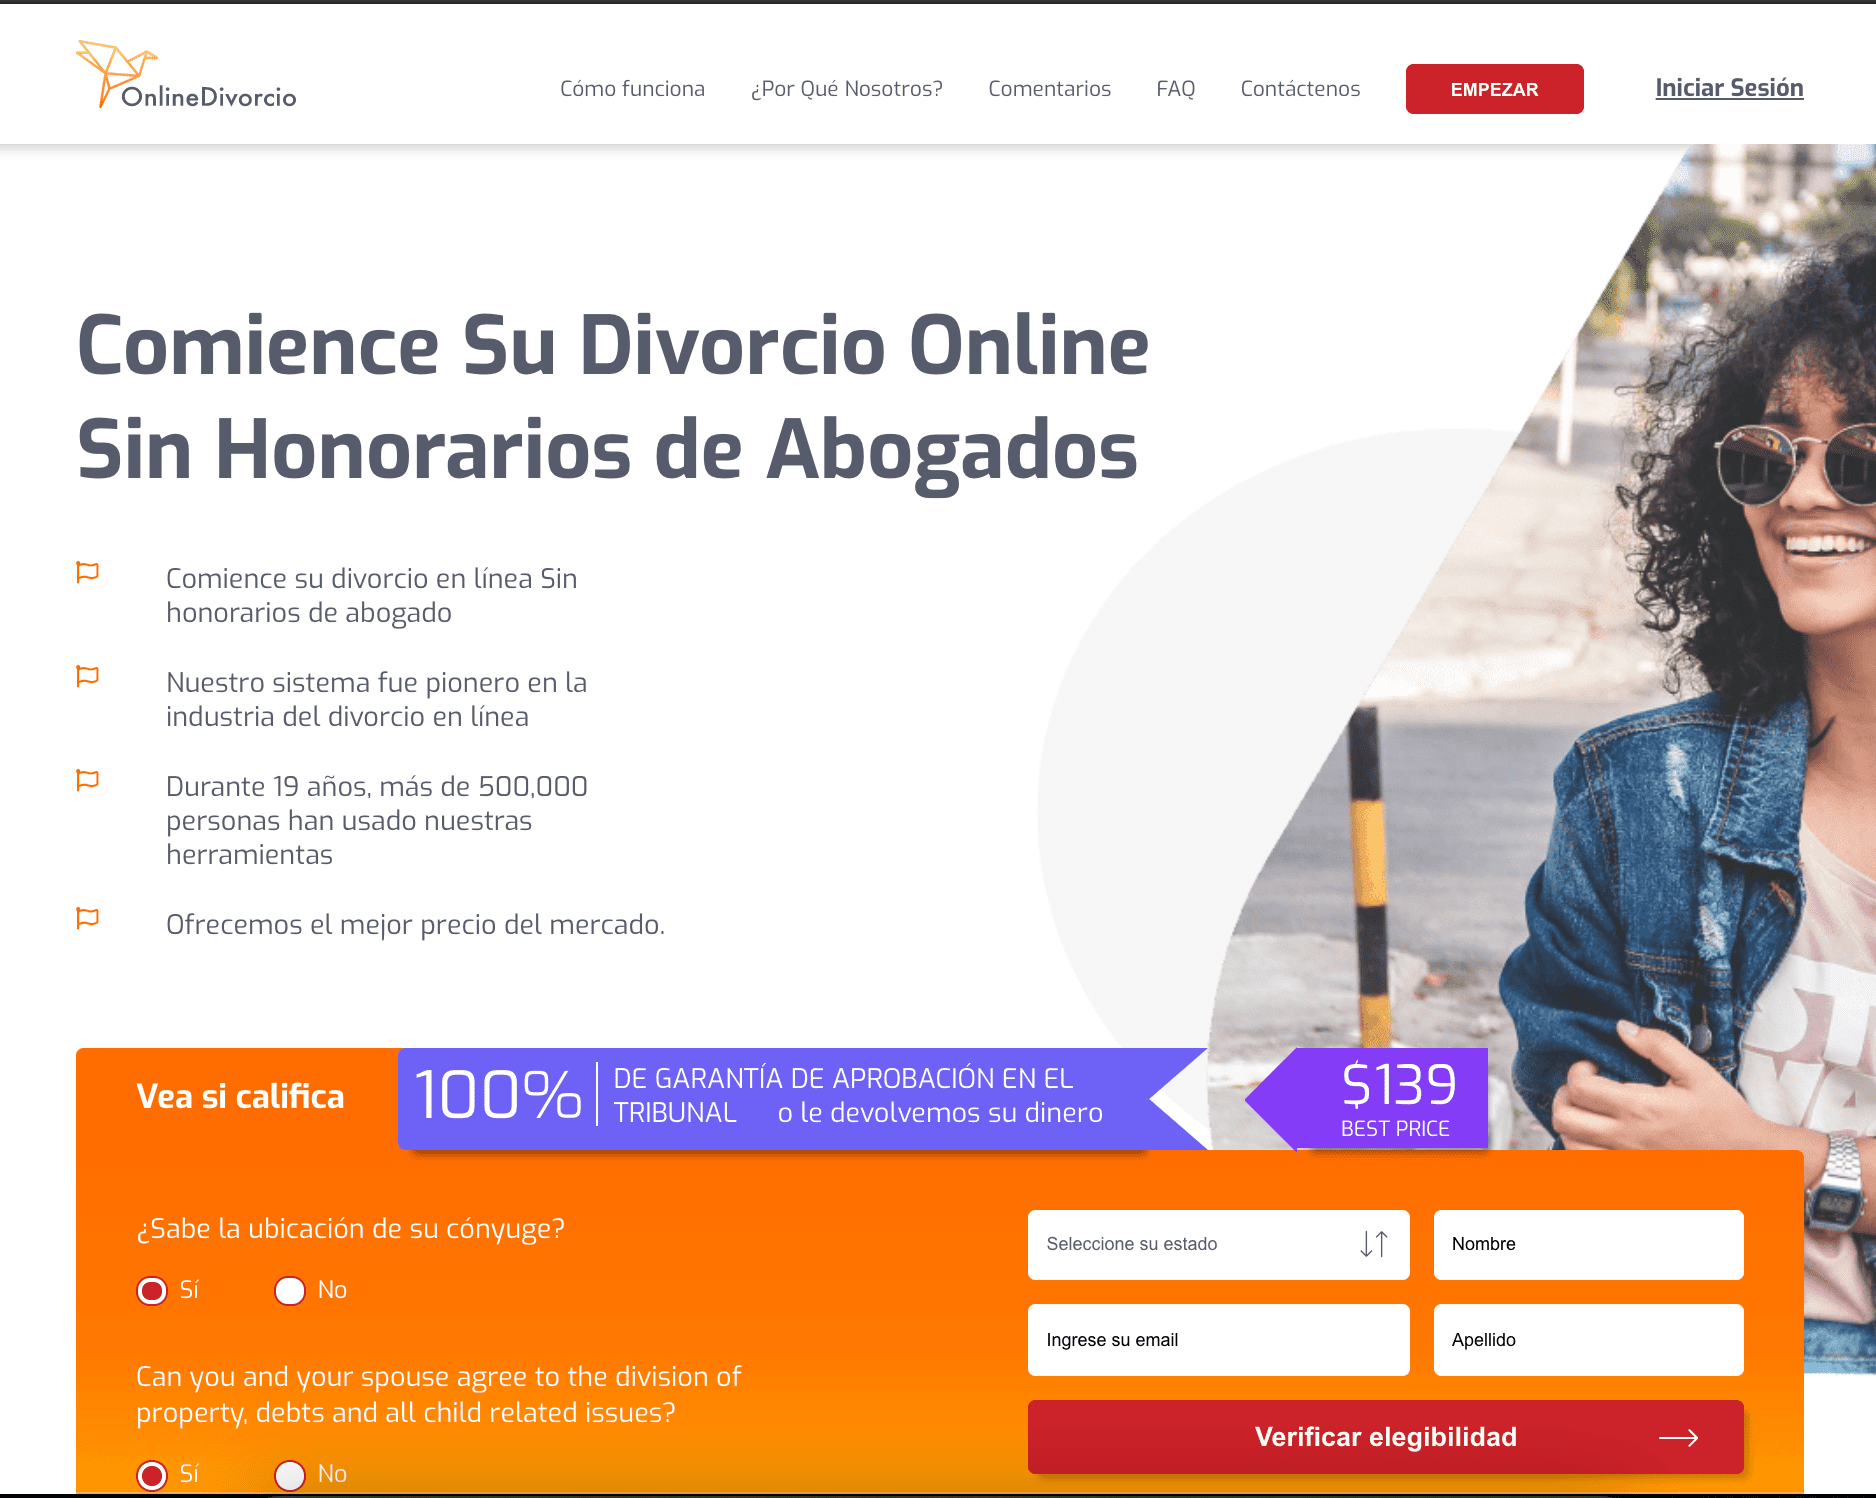 OnlineDivorcio
Cómo funciona
¿Por Qué Nosotros?
Comentarios
FAQ
Contáctenos
EMPEZAR
Iniciar Sesión
Comience Su Divorcio Online
Sin Honorarios de Abogados
Comience su divorcio en línea Sin
honorarios de abogado
Nuestro sistema fue pionero en la
industria del divorcio en línea
Durante 19 años, más de 500,000
personas han usado nuestras
herramientas
Ofrecemos el mejor precio del mercado.
Vea si califica
100%
DE GARANTÍA DE APROBACIÓN EN EL
TRIBUNAL o le devolvemos su dinero
$139
BEST PRICE
¿Sabe la ubicación de su cónyuge?
Sí No
Can you and your spouse agree to the division of
property, debts and all child related issues?
Sí No
Seleccione su estado
Nombre
Ingrese su email
Apellido
Verificar elegibilidad